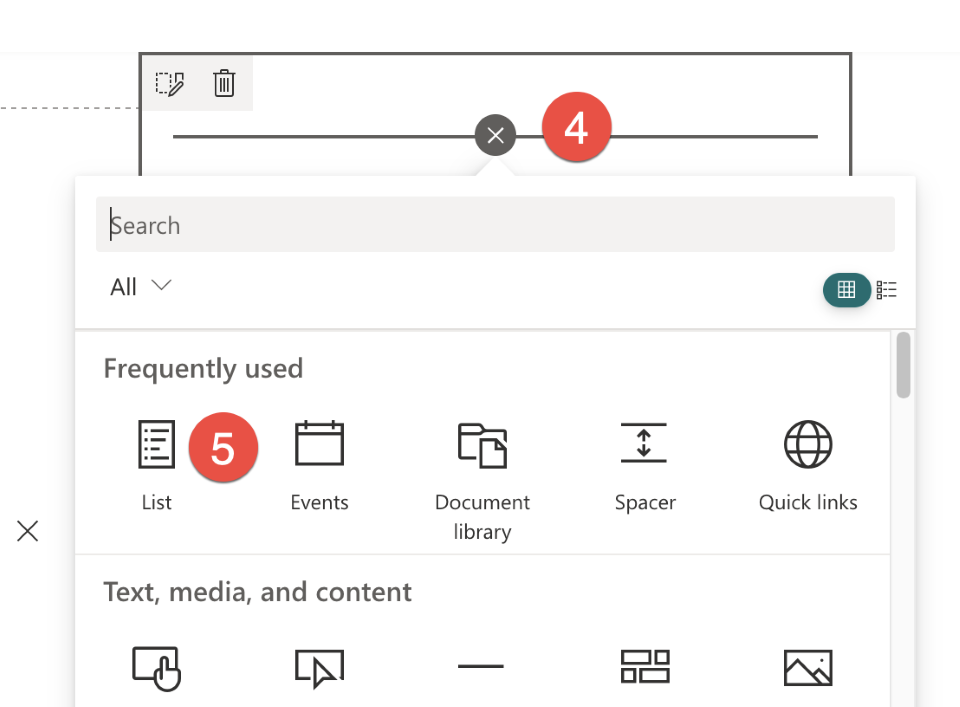 4
Search
All
Frequently used
5
List
Events
Document
library
Spacer
Quick links
Text, media, and content